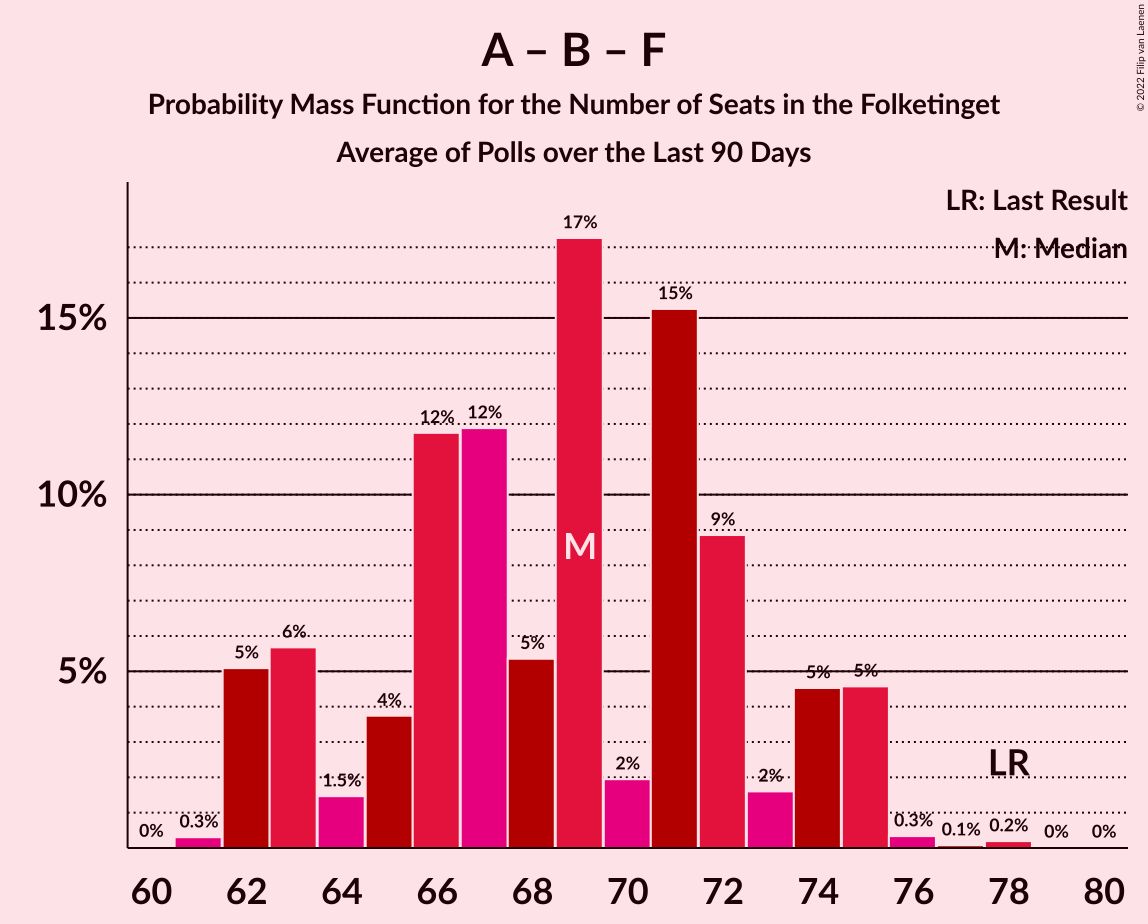 A – B – F
Probability Mass Function for the Number of Seats in the Folketinget
Average of Polls over the Last 90 Days
© 2022 Filip van Laenen
LR: Last Result
M: Median
15%
10%
5%
0%
0.3%
5%
6%
1.5%
4%
12%
12%
5%
17%
2%
15%
9%
2%
5%
5%
0.3%
0.1%
0.2%
0%
0%
M
LR
60 62 64 66 68 70 72 74 76 78 80